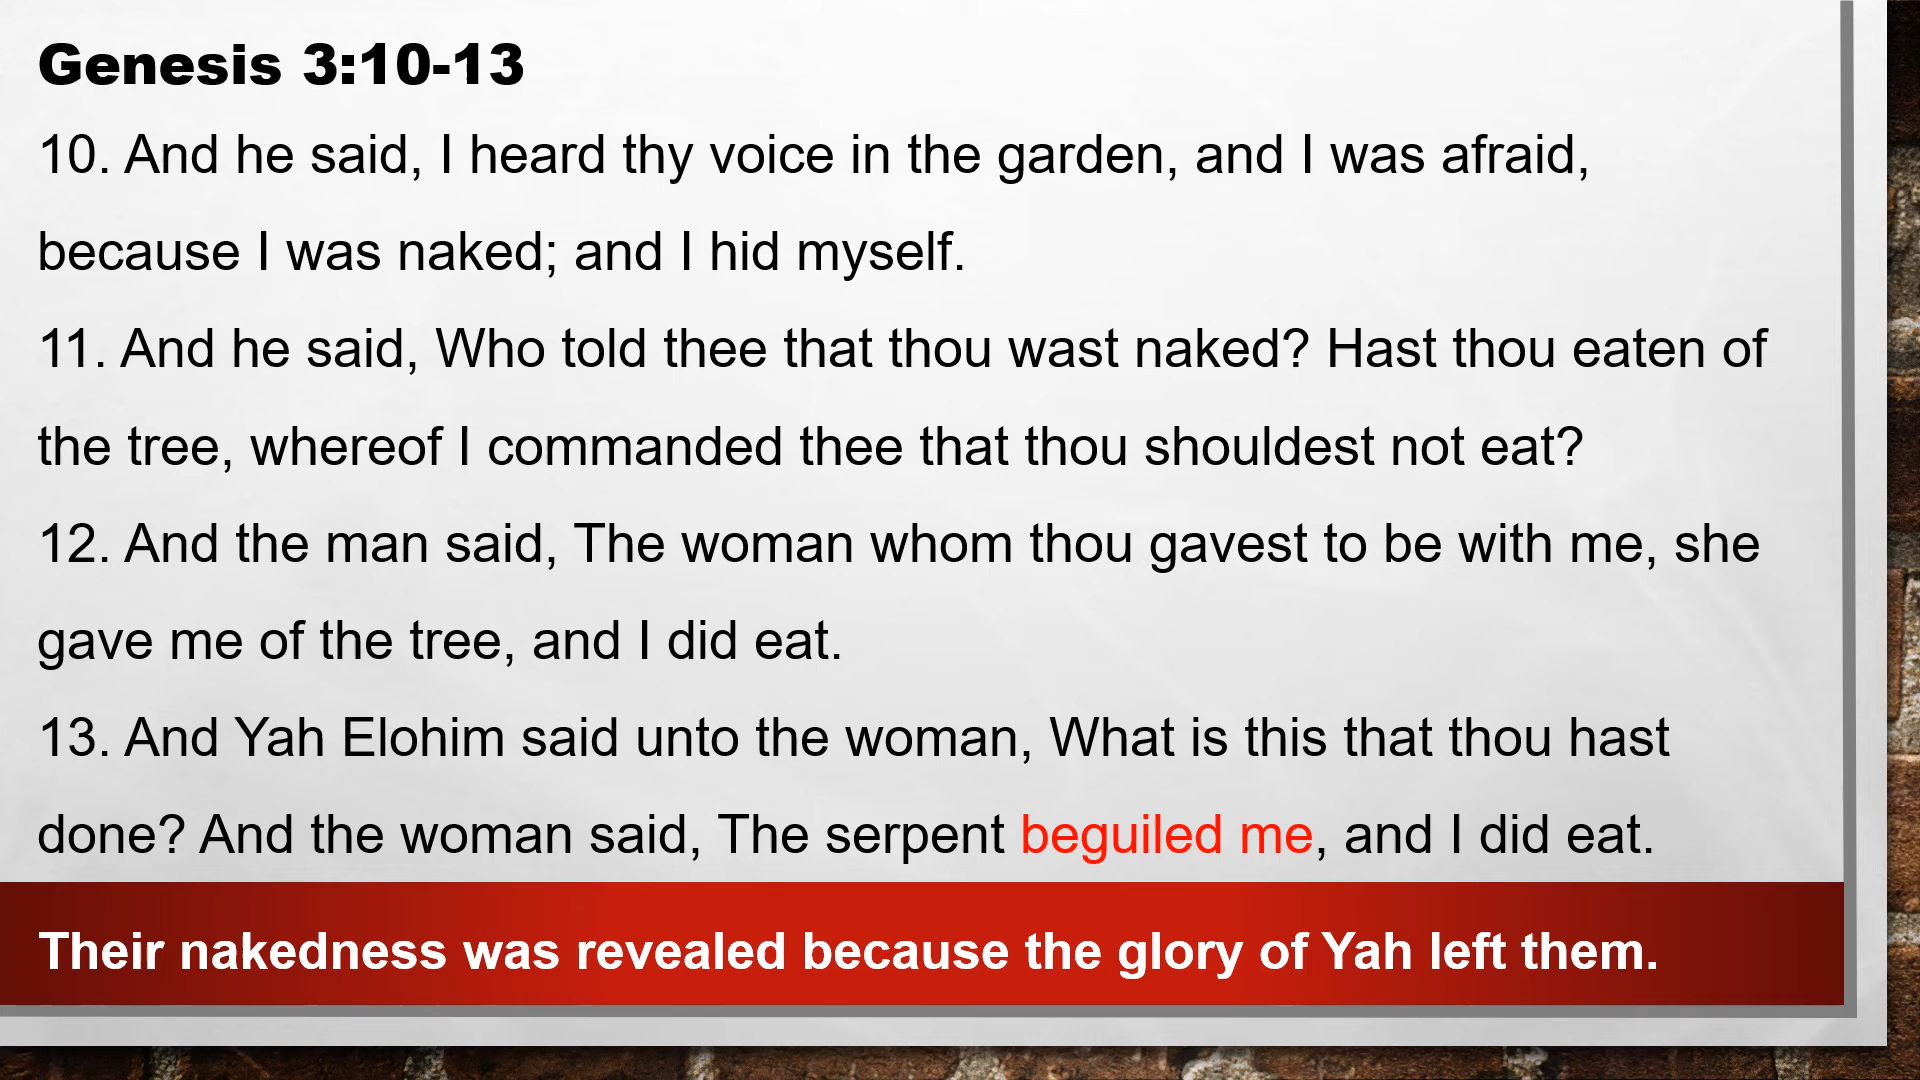 Genesis 3:10-13
10. And he said, I heard thy voice in the garden, and I was afraid,
because I was naked; and I hid myself.
11. And he said, Who told thee that thou wast naked? Hast thou eaten of
the tree, whereof I commanded thee that thou shouldest not eat?
12. And the man said, The woman whom thou gavest to be with me, she
gave me of the tree, and I did eat.
13. And Yah Elohim said unto the woman, What is this that thou hast
done? And the woman said, The serpent beguiled me, and I did eat.
Their nakedness was revealed because the glory of Yah left them.